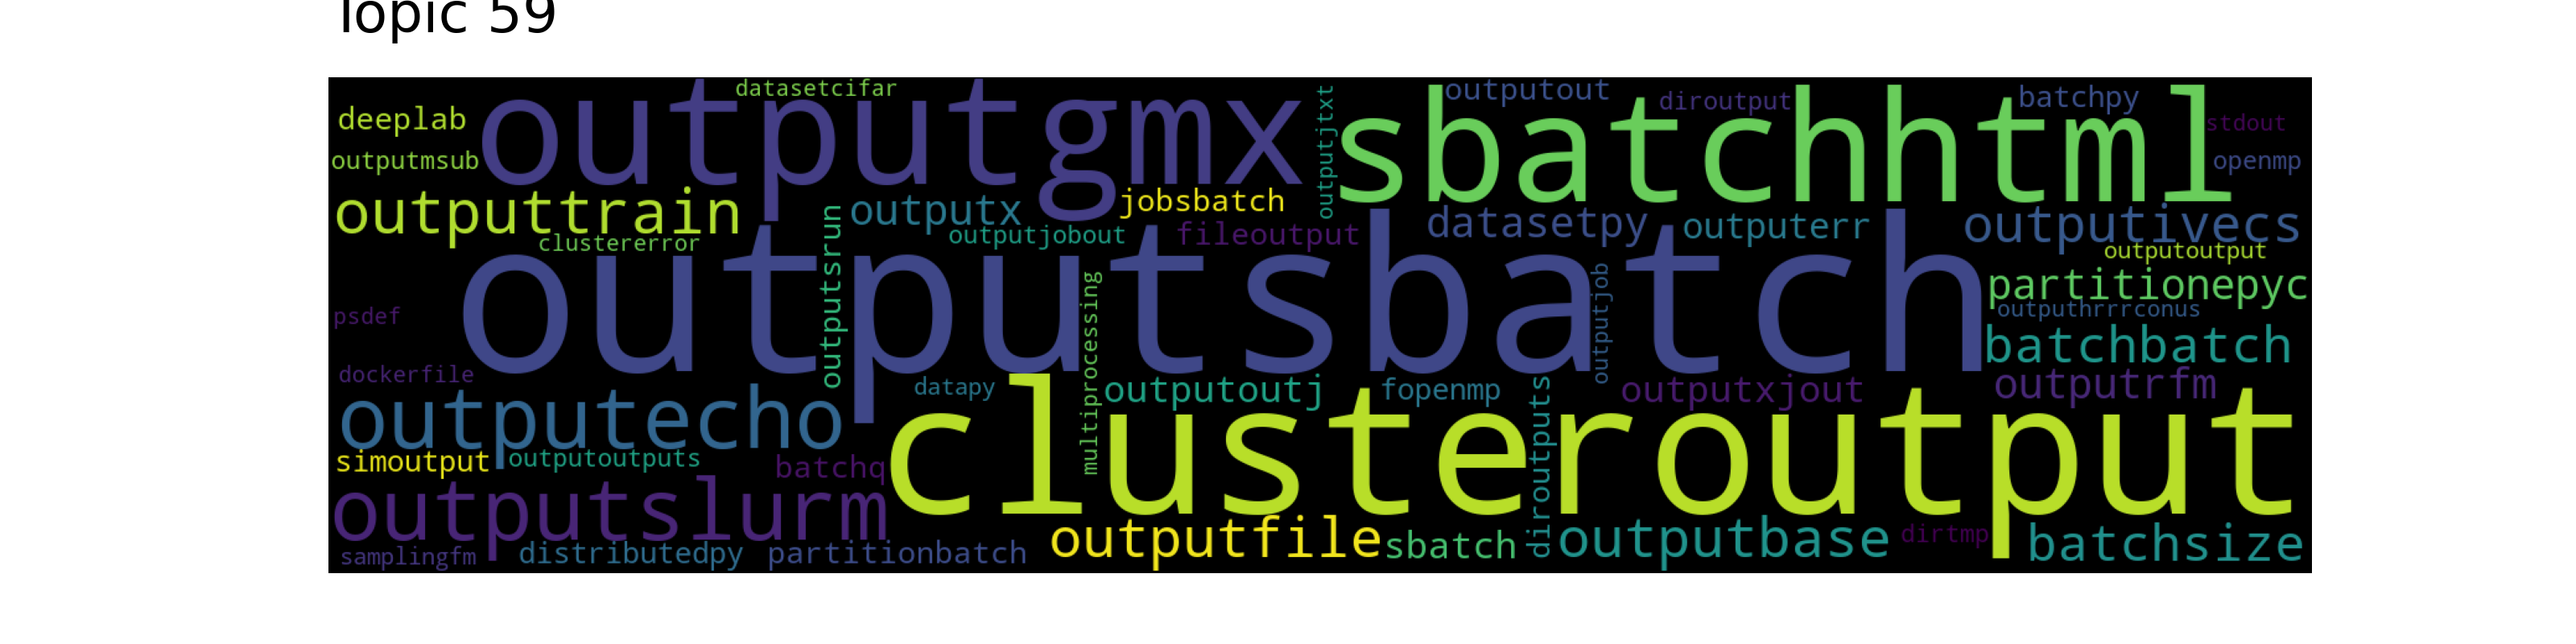 Topic 59
datasetcifar
outputout
deeplab
outputgmx
outputjtxt
sbatchhtml
diroutput
batchpy
stdout
outputmsub
openmp
outputtrain
outputx
jobsbatch
datasetpy
outputerr
outputivecs
clustererror
outputsrun
outputjobout
fileoutput
outputoutput
outputsbatch
partitionepyc
psdef
multiprocessing
outputjob
outputhrrrconus
batchbatch
dockerfile
datapy
outputoutj
fopenmp
diroutputs
outputxjout
outputrfm
outputecho
clusteroutput
simoutput
outputoutputs
batchq
outputslurm
outputfile
sbatch
outputbase
dirtmp
batchsize
samplingfm
distributedpy
partitionbatch